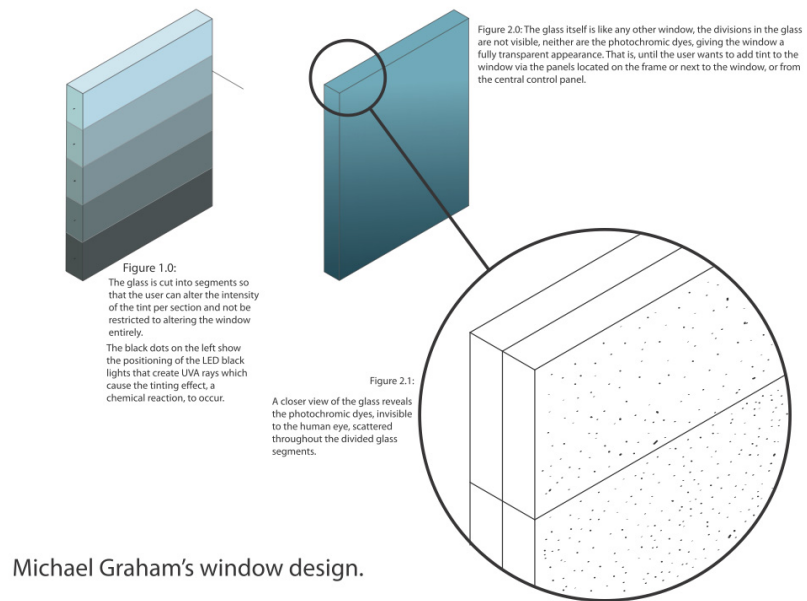 Figure 2.0: The glass itself is like any other window, the divisions in the glass
are not visible, neither are the photochromic dyes, giving the window a
fully transparent appearance. That is, until the user wants to add tint to the
window via the panels located on the frame or next to the window, or from
the central control panel.
Figure 1.0:
The glass is cut into segments so
that the user can alter the intensity
of the tint per section and not be
restricted to altering the window
entirely.
The black dots on the left show
the positioning of the LED black
lights that create UVA rays which
cause the tinting effect, a
chemical reaction, to occur.
Figure 2.1:
A closer view of the glass reveals
the photochromic dyes, invisible
to the human eye, scattered
throughout the divided glass
segments.
Michael Graham's window design.